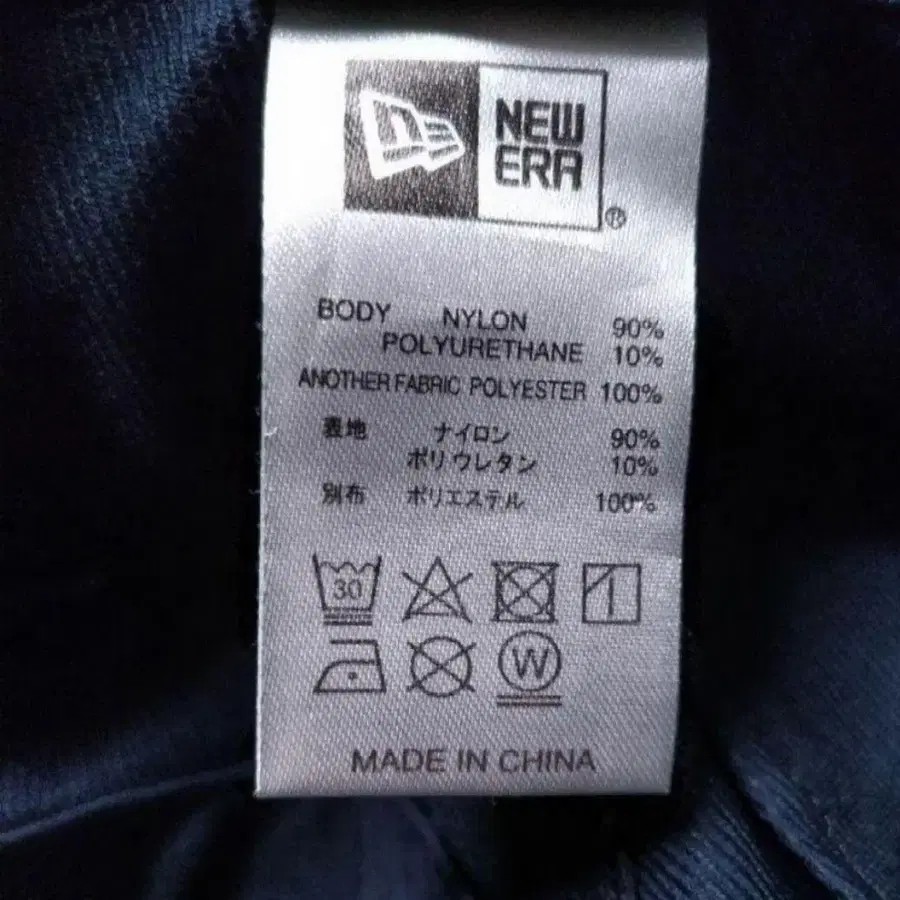 NEW
ERA
®
BODY NYLON 90%
POLYURETHANE 10%
ANOTHER FABRIC POLYESTER 100%
表地 ナイロン 90%
ポリウレタン 10%
別布 ポリエステル 100%
30
W
MADE IN CHINA